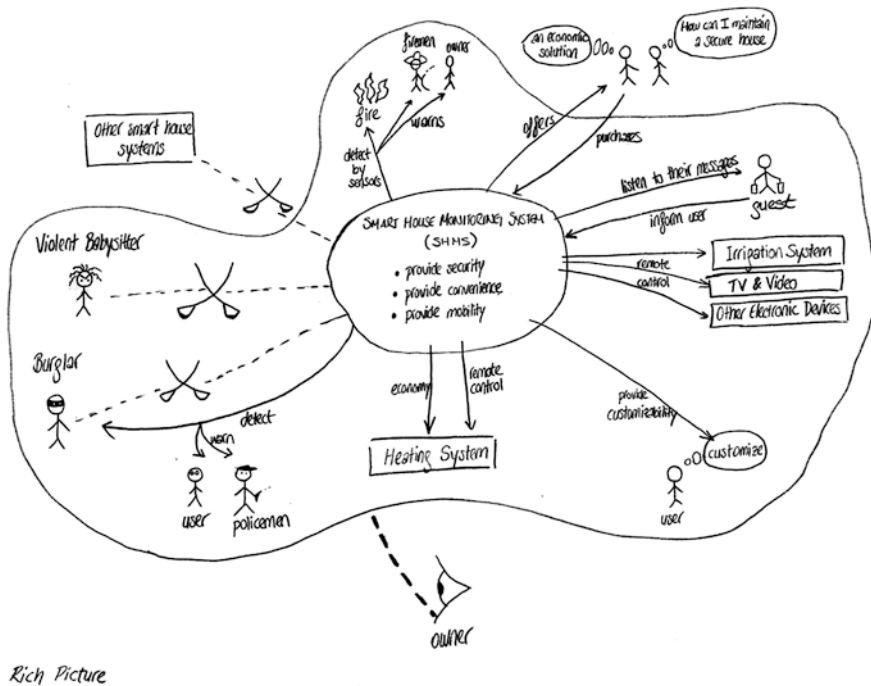 an economic
solution
How can I maintain
a secure house
firemen
owner
fire
warns
detect
by
sensors
offers
purchases
Other smart house
systems
listen to their messages
inform user
guest
SMART HOUSE MONITORING SYSTEM
(SHMS)
• provide security
• provide convenience
• provide mobility
Irrigation System
remote
control
TV & Video
Other Electronic Devices
Violent Babysitter
Burglar
detect
warn
user
policemen
economy
remote
control
Heating System
provide
customizability
customize
user
owner
Rich Picture